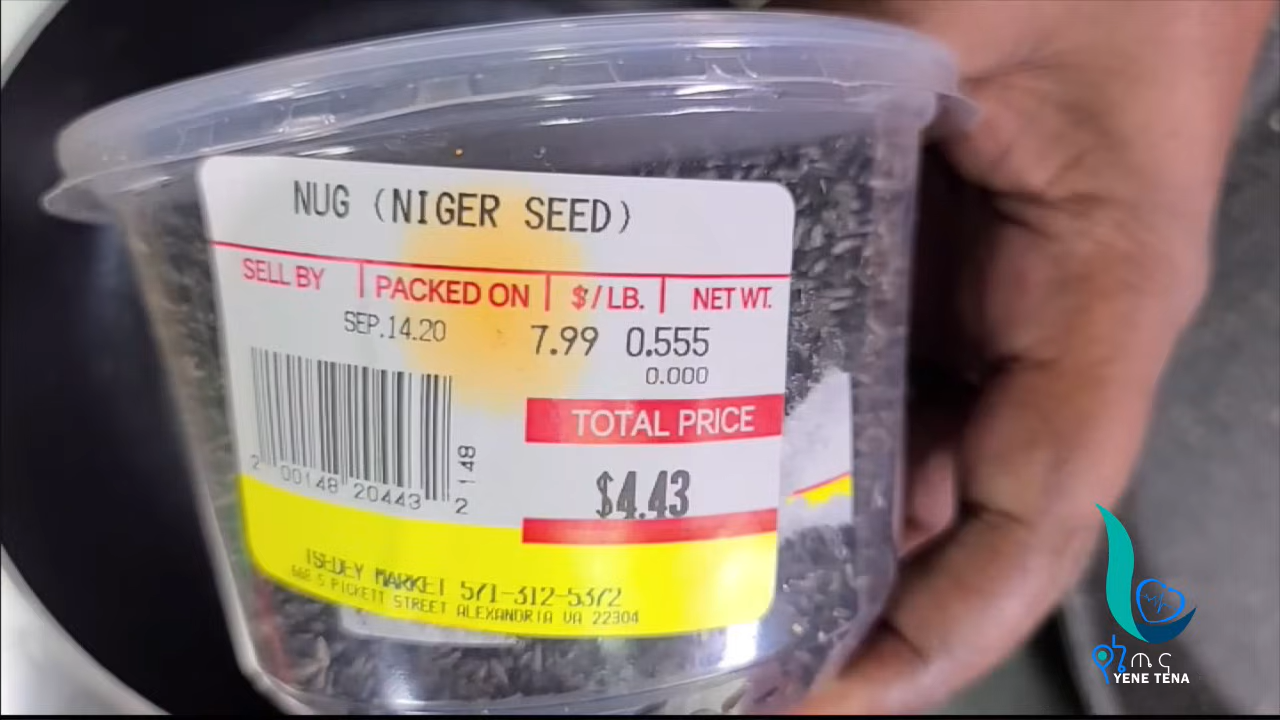 NUG (NIGER SEED)
SELL BY PACKED ON $/LB. NET WT.
SEP.14.20 7.99 0.555
0.000
TOTAL PRICE
$4.43
2 00148 20443 2
148
TSEDEY MARKET 571-312-5372
668 S PICKETT STREET ALEXANDRIA VA 22304
የኔ ጤና
YENE TENA